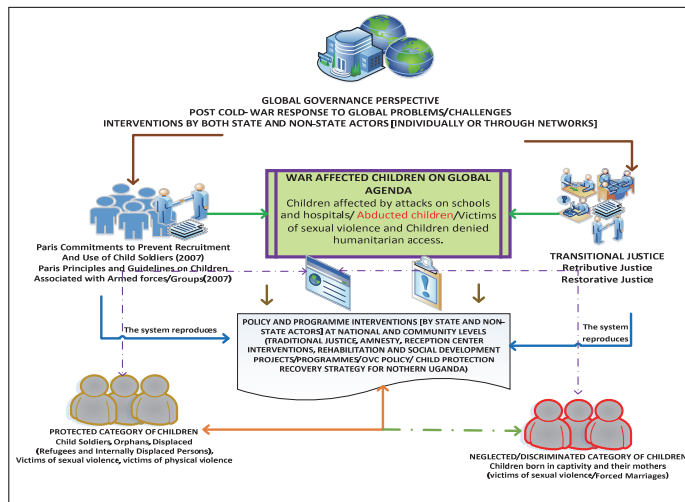 GLOBAL GOVERNANCE PERSPECTIVE
POST COLD-WAR RESPONSE TO GLOBAL PROBLEMS/CHALLENGES
INTERVENTIONS BY BOTH STATE AND NON-STATE ACTORS [INDIVIDUALLY OR THROUGH NETWORKS]
WAR AFFECTED CHILDREN ON GLOBAL
AGENDA
Children affected by attacks on schools
and hospitals/ Abducted children/Victims
of sexual violence and Children denied
humanitarian access.
Paris Commitments to Prevent Recruitment
And Use of Child Soldiers (2007)
Paris Principles and Guidelines on Children
Associated with Armed forces/Groups(2007)
TRANSITIONAL JUSTICE
Retributive Justice
Restorative Justice
The system reproduces
POLICY AND PROGRAMME INTERVENTIONS [BY STATE AND NON-
STATE ACTORS] AT NATIONAL AND COMMUNITY LEVELS
(TRADITIONAL JUSTICE, AMNESTY, RECEPTION CENTER
INTERVENTIONS, REHABILITATION AND SOCIAL DEVELOPMENT
PROJECTS/PROGRAMMES/OVC POLICY/ CHILD PROTECTION
RECOVERY STRATEGY FOR NOTHERN UGANDA)
The system
reproduces
PROTECTED CATEGORY OF CHILDREN
Child Soldiers, Orphans, Displaced
(Refugees and Internally Displaced Persons),
Victims of sexual violence, victims of physical violence
NEGLECTED/DISCRIMINATED CATEGORY OF CHILDREN
Children born in captivity and their mothers
(victims of sexual violence/Forced Marriages)